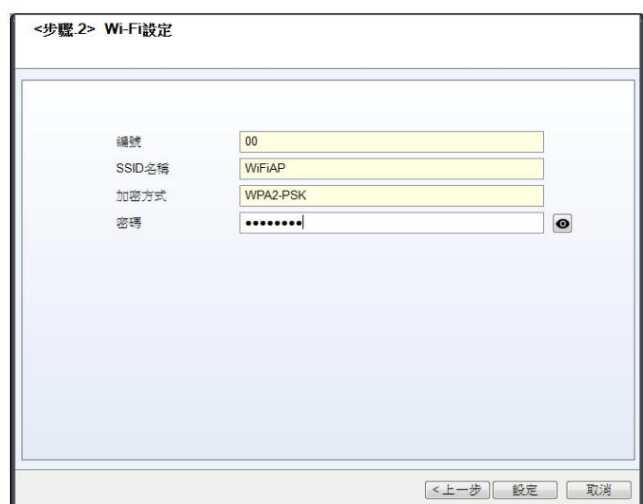 <步驟.2> Wi-Fi設定
編號 00
SSID名稱 WiFiAP
加密方式 WPA2-PSK
密碼 ••••••••
<上一步 設定 取消